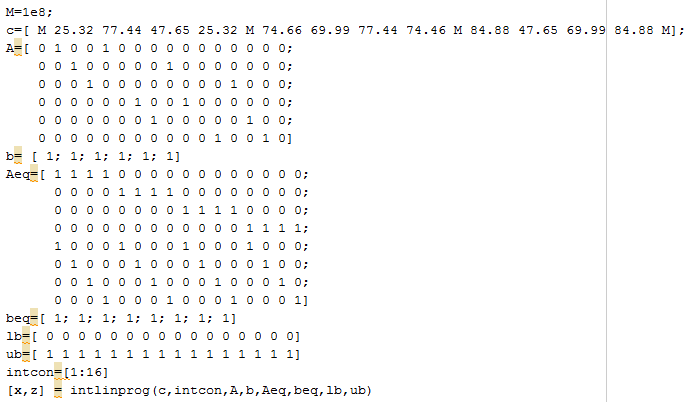 M=1e8;
c=[ M 25.32 77.44 47.65 25.32 M 74.66 69.99 77.44 74.46 M 84.88 47.65 69.99 84.88 M];
A=[ 0 1 0 0 1 0 0 0 0 0 0 0 0 0 0 0;
0 0 1 0 0 0 0 0 1 0 0 0 0 0 0 0;
0 0 0 1 0 0 0 0 0 0 0 0 1 0 0 0;
0 0 0 0 0 0 1 0 0 1 0 0 0 0 0 0;
0 0 0 0 0 0 0 1 0 0 0 0 0 1 0 0;
0 0 0 0 0 0 0 0 0 0 0 1 0 0 1 0]
b= [ 1; 1; 1; 1; 1; 1]
Aeq=[ 1 1 1 1 0 0 0 0 0 0 0 0 0 0 0 0;
0 0 0 0 1 1 1 1 0 0 0 0 0 0 0 0;
0 0 0 0 0 0 0 0 1 1 1 1 0 0 0 0;
0 0 0 0 0 0 0 0 0 0 0 0 1 1 1 1;
1 0 0 0 1 0 0 0 1 0 0 0 1 0 0 0;
0 1 0 0 0 1 0 0 0 1 0 0 0 1 0 0;
0 0 1 0 0 0 1 0 0 0 1 0 0 0 1 0;
0 0 0 1 0 0 0 1 0 0 0 1 0 0 0 1]
beq=[ 1; 1; 1; 1; 1; 1; 1; 1]
lb=[ 0 0 0 0 0 0 0 0 0 0 0 0 0 0 0 0]
ub=[ 1 1 1 1 1 1 1 1 1 1 1 1 1 1 1 1]
intcon=[1:16]
[x,z] = intlinprog(c,intcon,A,b,Aeq,beq,lb,ub)